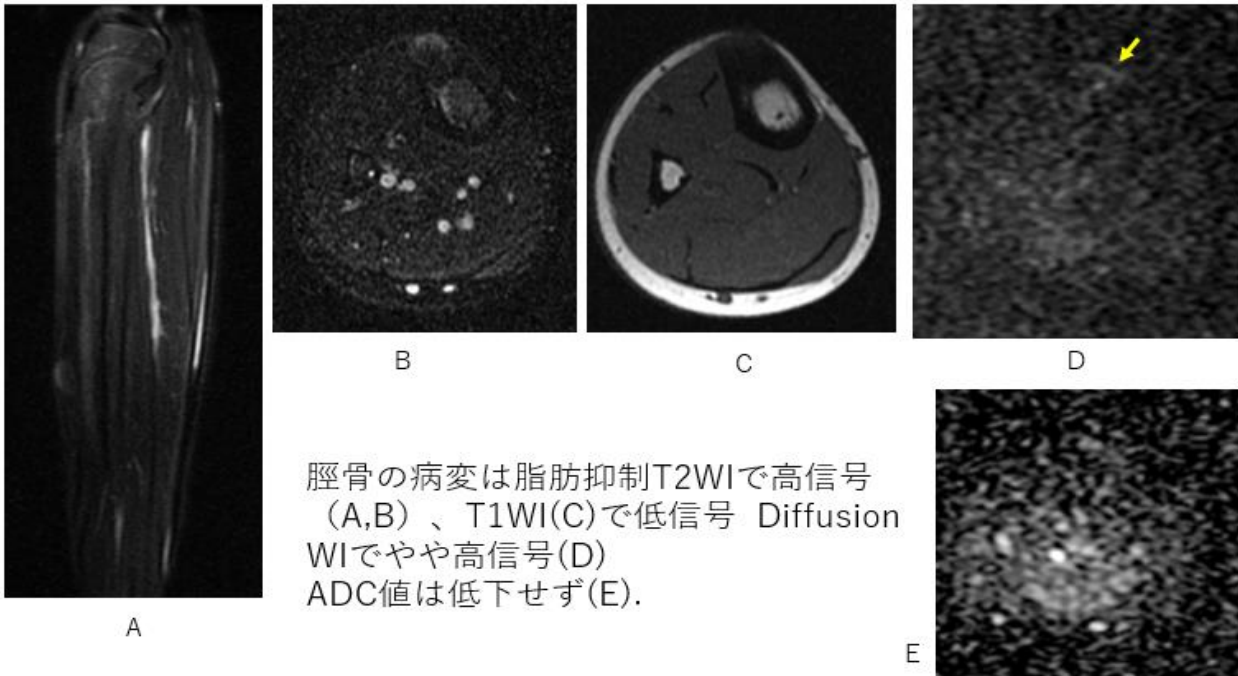 A
B
C
D
脛骨の病変は脂肪抑制T2WIで高信号
（A,B）、T1WI(C)で低信号 Diffusion
WIでやや高信号(D)
ADC値は低下せず(E).
E